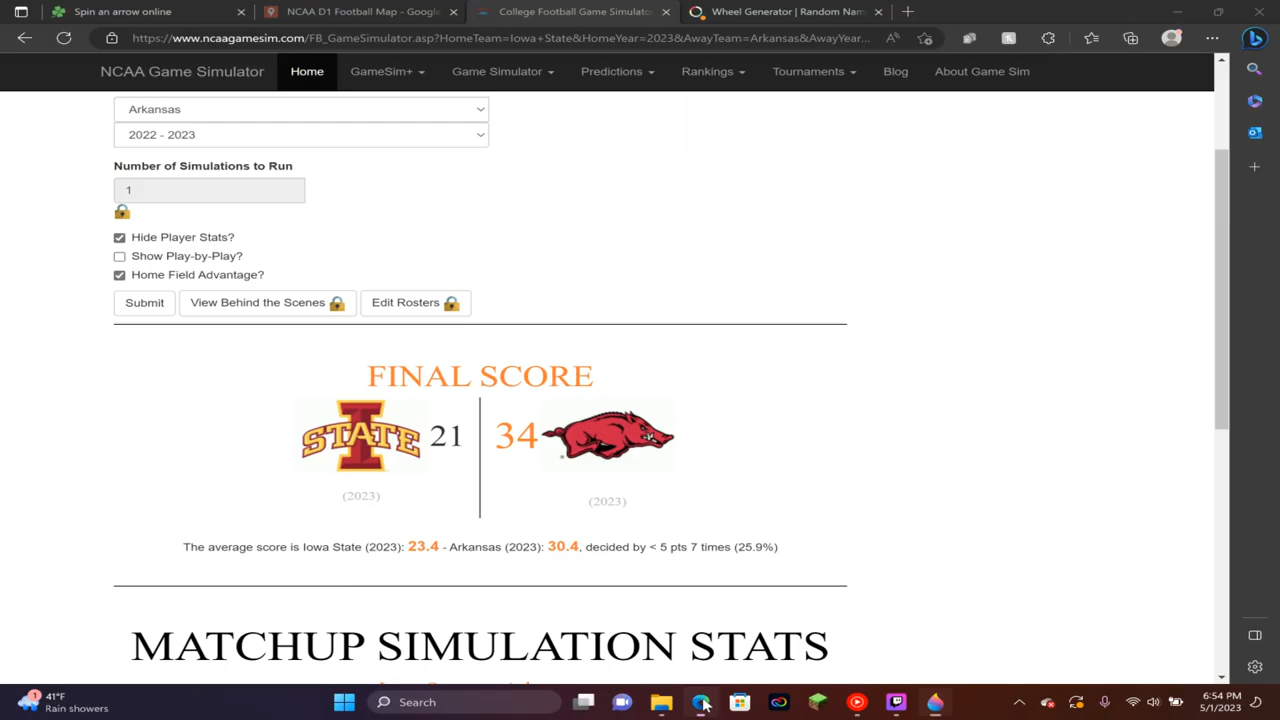 Spin an arrow online
NCAA D1 Football Map - Google
College Football Game Simulator
Wheel Generator | Random Nam
https://www.ncaagamesim.com/FB_GameSimulator.asp?HomeTeam=Iowa+State&HomeYear=2023&AwayTeam=Arkansas&AwayYear...
NCAA Game Simulator Home GameSim+ Game Simulator Predictions Rankings Tournaments Blog About Game Sim
Arkansas
2022 - 2023
Number of Simulations to Run
1
Hide Player Stats?
Show Play-by-Play?
Home Field Advantage?
Submit View Behind the Scenes Edit Rosters
FINAL SCORE
I STATE 21 34
(2023) (2023)
The average score is Iowa State (2023): 23.4 - Arkansas (2023): 30.4, decided by < 5 pts 7 times (25.9%)
MATCHUP SIMULATION STATS
1 41°F
Rain showers
Search
6:54 PM
5/1/2023